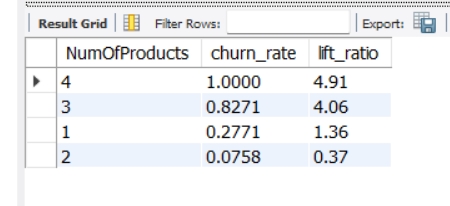 Result Grid Filter Rows: Export:
NumOfProducts churn_rate lift_ratio
4 1.0000 4.91
3 0.8271 4.06
1 0.2771 1.36
2 0.0758 0.37